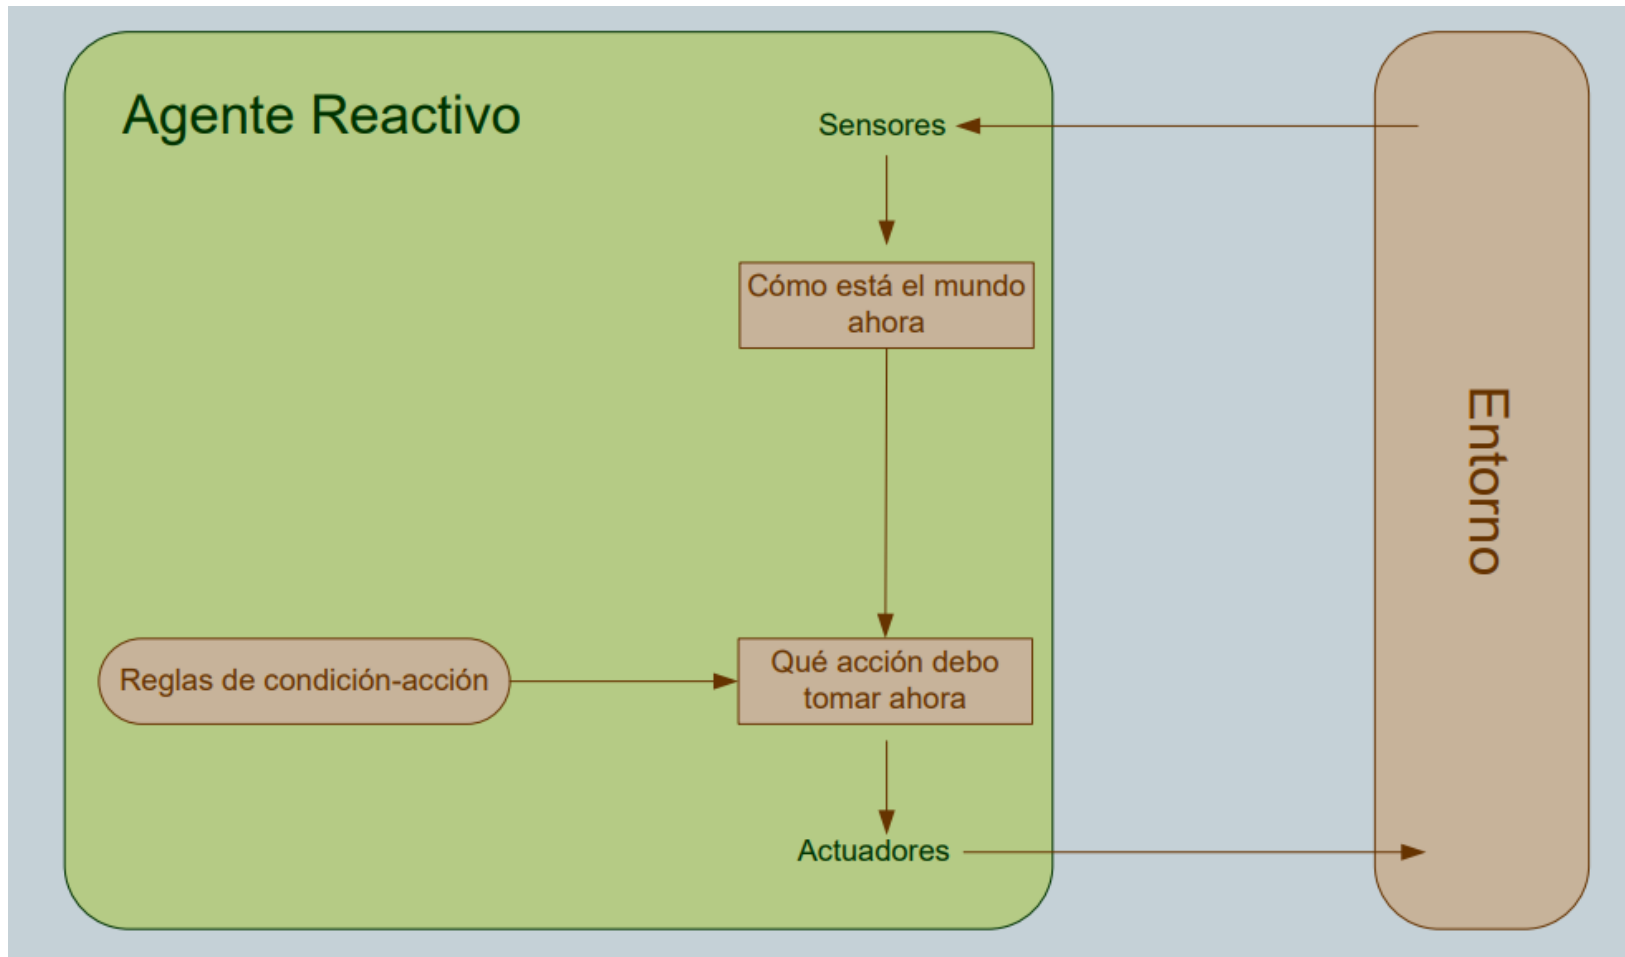 Agente Reactivo
Sensores
Cómo está el mundo
ahora
Entorno
Reglas de condición-acción
Qué acción debo
tomar ahora
Actuadores